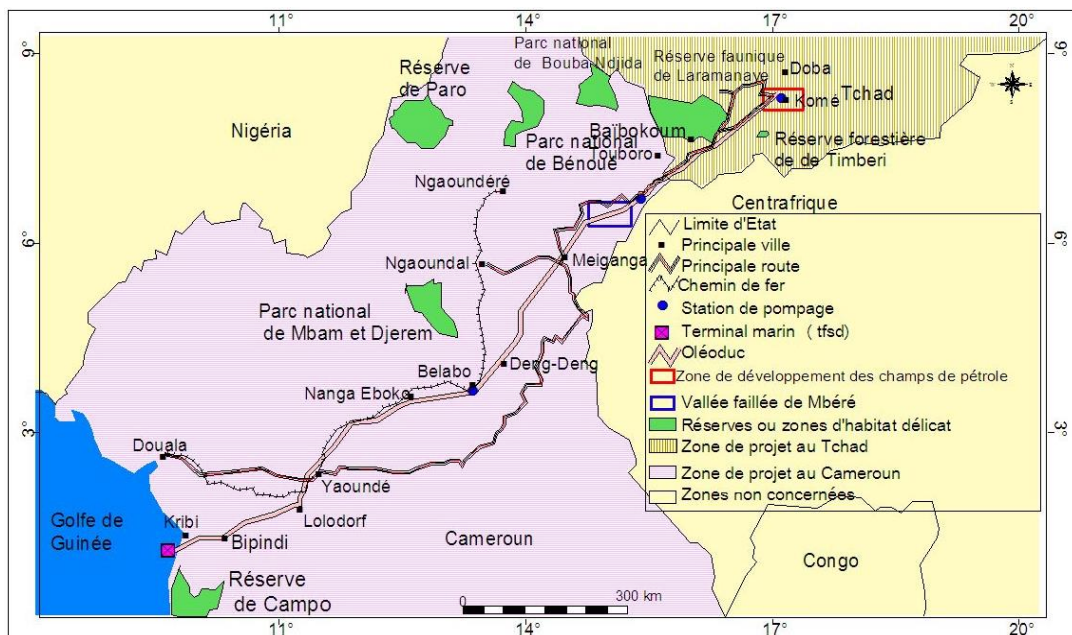 11°
14°
17°
20°
9°
9°
6°
6°
3°
3°
11°
14°
17°
20°
Nigéria
Réserve
de Paro
Parc national
de Bouba-Ndjida
Réserve faunique
de Laramanaye
Doba
Komé
Tchad
Parc national
de Bénoué
Baïbokoum
Touboro
Réserve forestière
de de Timberi
Ngaoundéré
Centrafrique
Ngaoundal
Meiganga
Parc national
de Mbam et Djerem
Belabo
Deng-Deng
Nanga Eboko
Douala
Yaoundé
Lolodorf
Golfe de
Guinée
Kribi
Bipindi
Cameroun
Congo
Réserve
de Campo
0
300 km
Limite d'Etat
Principale ville
Principale route
Chemin de fer
Station de pompage
Terminal marin ( tfsd)
Oléoduc
Zone de développement des champs de pétrole
Vallée faillée de Mbéré
Réserves ou zones d'habitat délicat
Zone de projet au Tchad
Zone de projet au Cameroun
Zones non concernées